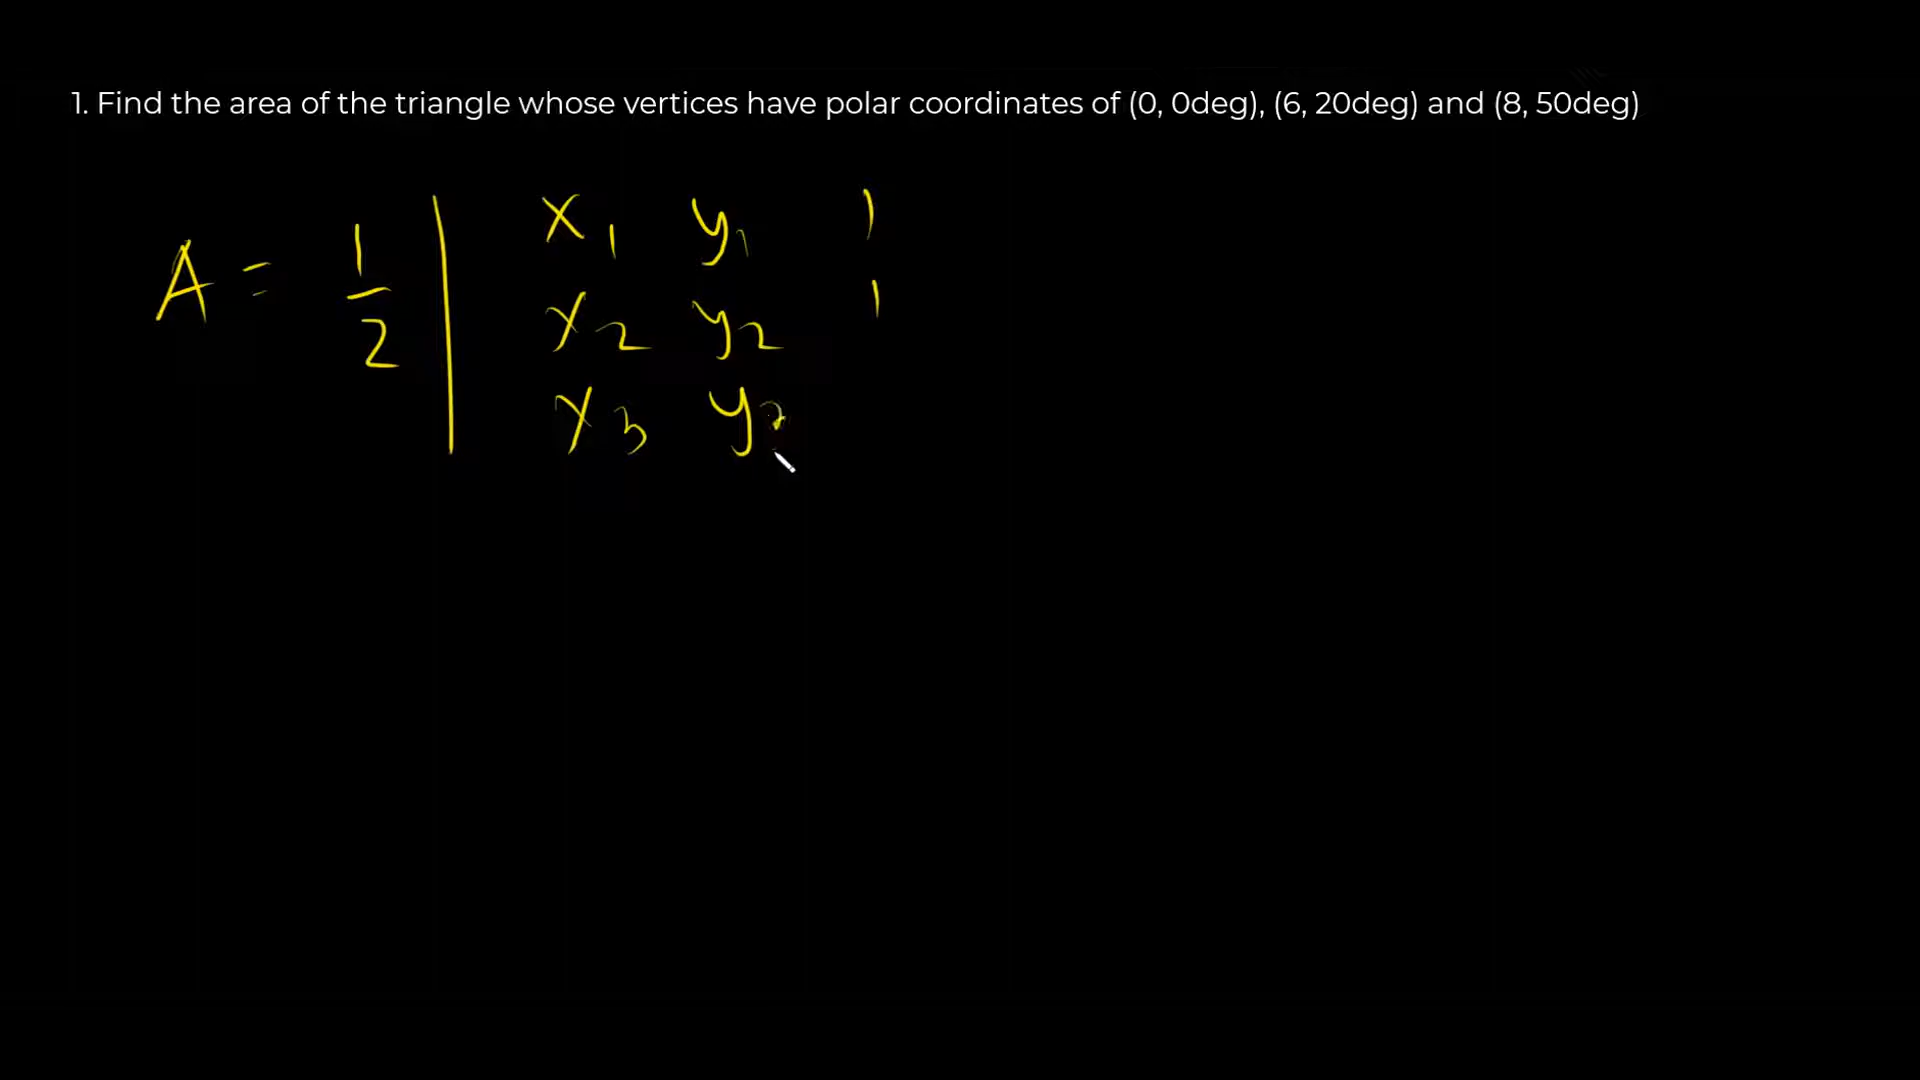 1. Find the area of the triangle whose vertices have polar coordinates of (0, 0deg), (6, 20deg) and (8, 50deg)
A = 1/2 | x₁ y₁ 1
x₂ y₂ 1
x₃ y